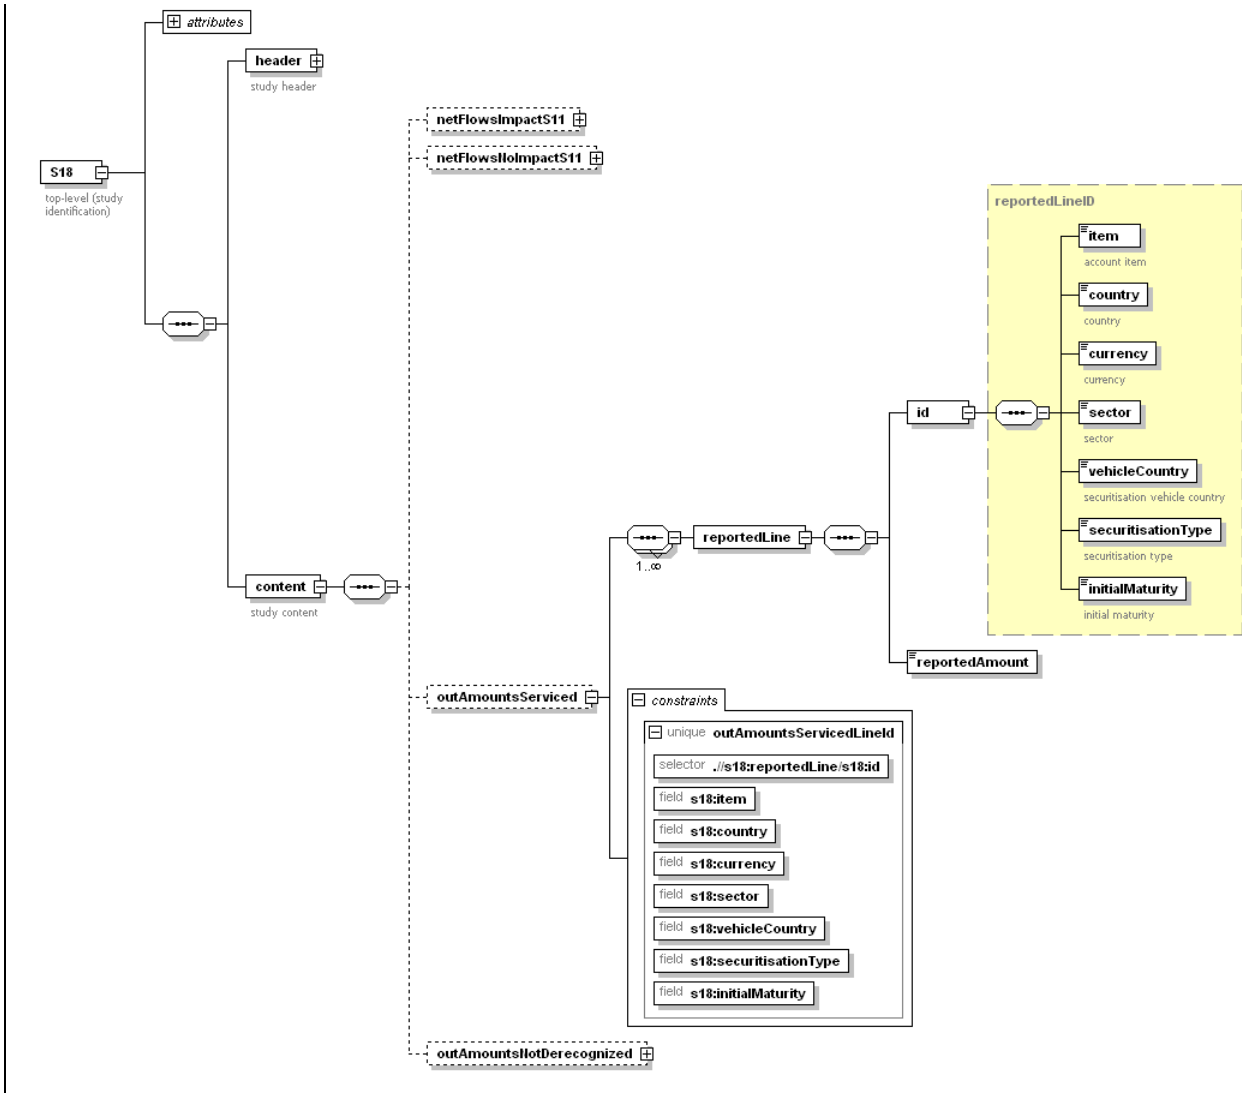 attributes
header
study header
netFlowsImpactS11
netFlowsNoImpactS11
S18
top-level (study
identification)
reportedLineID
item
account item
country
country
currency
currency
id
sector
sector
vehicleCountry
securitisation vehicle country
reportedLine
1..∞
securitisationType
securitisation type
content
study content
initialMaturity
initial maturity
reportedAmount
outAmountsServiced
constraints
unique outAmountsServicedLineId
selector .//s18:reportedLine/s18:id
field s18:item
field s18:country
field s18:currency
field s18:sector
field s18:vehicleCountry
field s18:securitisationType
field s18:initialMaturity
outAmountsNotDerecognized